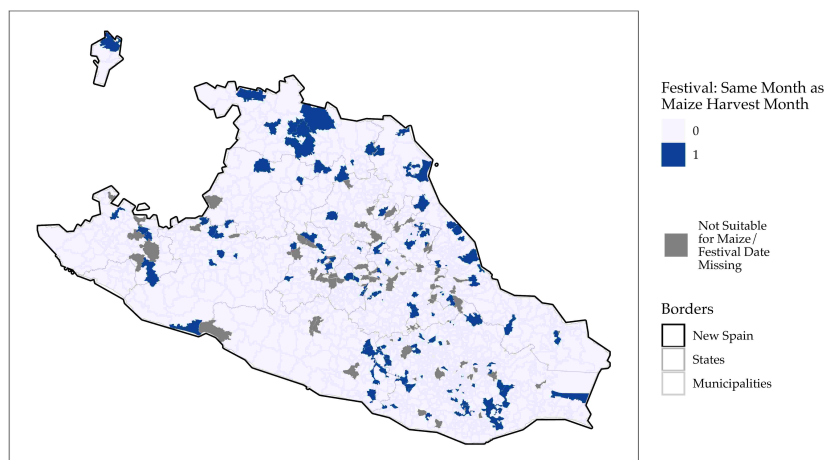 Festival: Same Month as
Maize Harvest Month
0
1
Not Suitable
for Maize/
Festival Date
Missing
Borders
New Spain
States
Municipalities